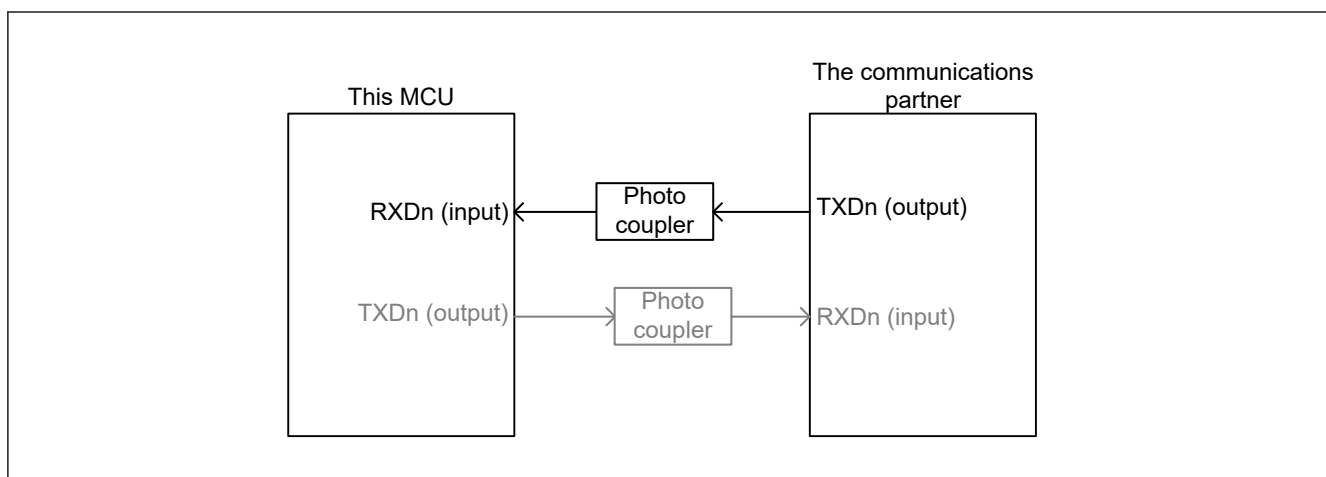 This MCU
The communications
partner
RXDn (input)
Photo
coupler
TXDn (output)
TXDn (output)
Photo
coupler
RXDn (input)